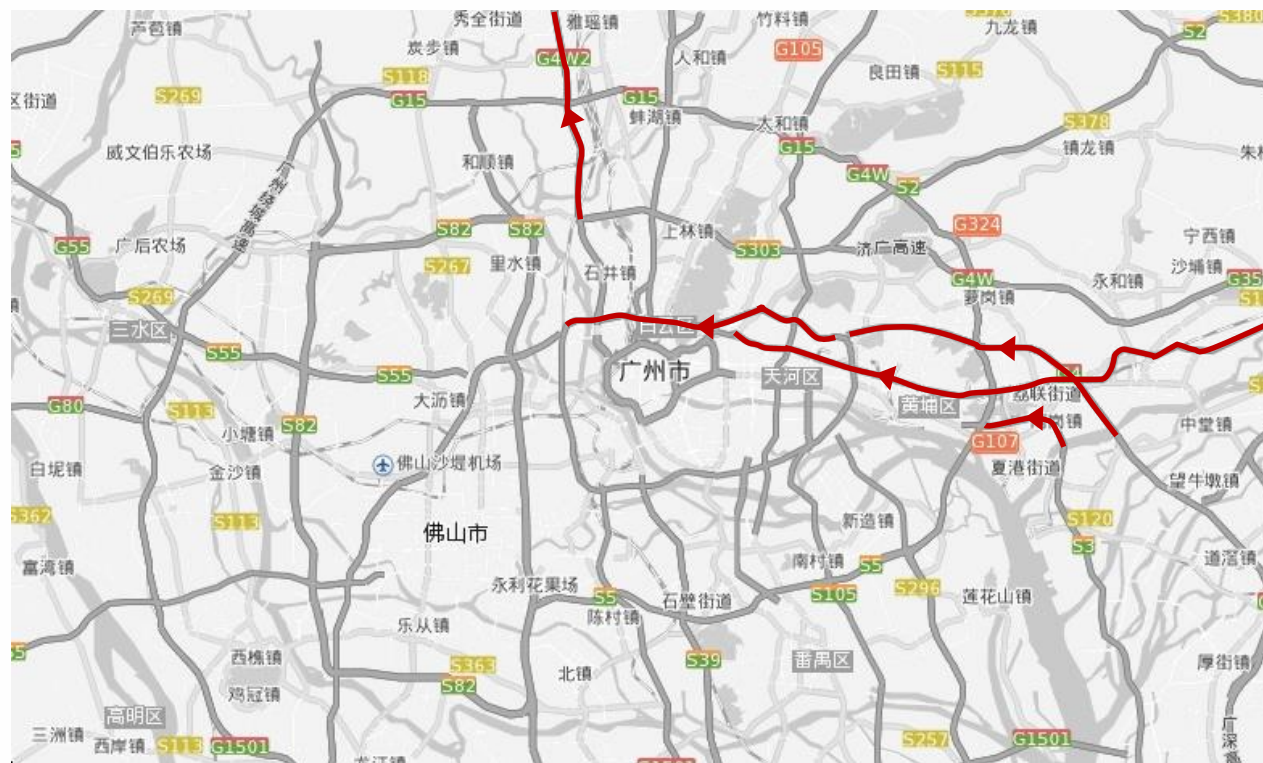 秀全街道
雅瑶镇
竹料镇
九龙镇
S380
芦苞镇
S2
炭步镇
G4W2
人和镇
G105
良田镇
S115
S118
S269
G15
G15
区街道
蚌湖镇
太和镇
S378
威文伯乐农场
和顺镇
G15
镇龙镇
G4W
S2
广州绕城高速
S82
S82
G324
上林镇
宁西镇
G55
广后农场
S303
济广高速
里水镇
S267
石井镇
沙埔镇
永和镇
G4W
G35
S269
萝岗镇
三水区
白云区
S55
广州市
天河区
S55
荔联街道
大沥镇
黄埔区
G80
S113
S82
中堂镇
小塘镇
G107
白坭镇
金沙镇
佛山沙堤机场
夏港街道
望牛墩镇
S362
S113
新造镇
S120
佛山市
S3
道滘镇
富湾镇
南村镇
S5
永利花果场
S296
S5
石壁街道
S105
莲花山镇
陈村镇
乐从镇
西樵镇
S363
S39
番禺区
厚街镇
北镇
S82
鸡冠镇
高明区
三洲镇
西岸镇
S113
G1501
S257
G1501